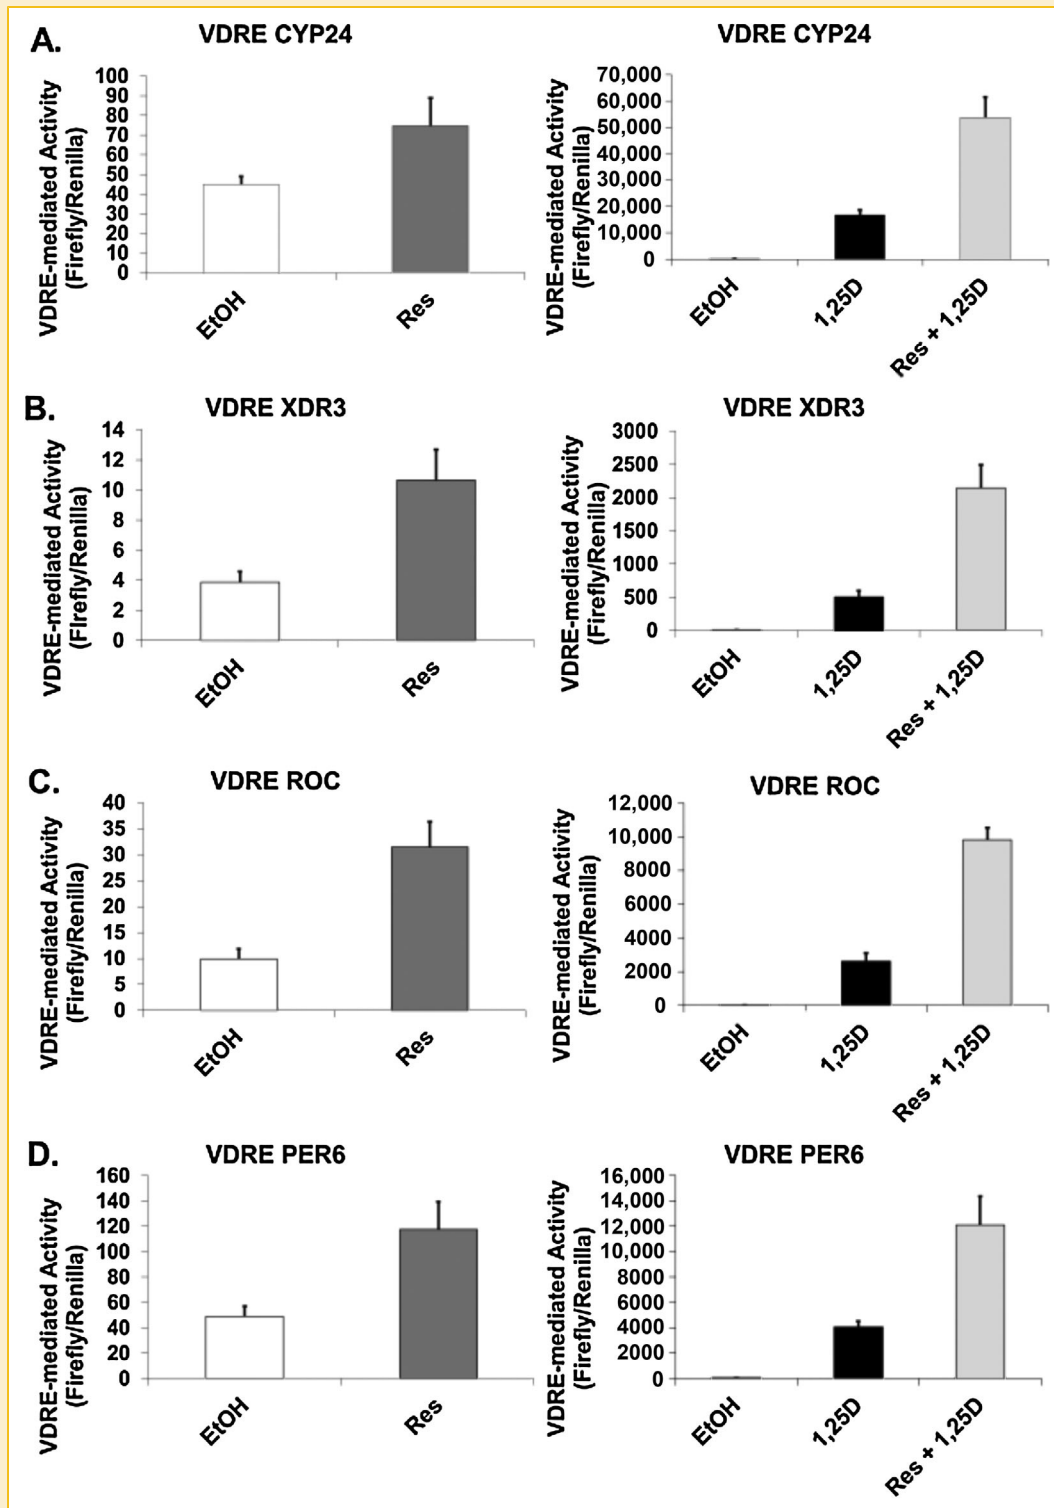 A.
VDRE CYP24
VDRE-mediated Activity
(Firefly/Renilla)
100
90
80
70
60
50
40
30
20
10
0
EtOH
Res
VDRE CYP24
VDRE-mediated Activity
(Firefly/Renilla)
70,000
60,000
50,000
40,000
30,000
20,000
10,000
0
EtOH
1,25D
Res + 1,25D
B.
VDRE XDR3
VDRE-mediated Activity
(FIrefly/Renilla)
14
12
10
8
6
4
2
0
EtOH
Res
VDRE XDR3
VDRE-mediated Activity
(Firefly/Renilla)
3000
2500
2000
1500
1000
500
0
EtOH
1,25D
Res + 1,25D
C.
VDRE ROC
VDRE-mediated Activity
(Firefly/Renilla)
40
35
30
25
20
15
10
5
0
EtOH
Res
VDRE ROC
VDRE-mediated Activity
(Firefly/Renilla)
12,000
10,000
8000
6000
4000
2000
0
EtOH
1,25D
Res + 1,25D
D.
VDRE PER6
VDRE-mediated Activity
(Firefly/Renilla)
160
140
120
100
80
60
40
20
0
EtOH
Res
VDRE PER6
VDRE-mediated Activity
(Firefly/Renilla)
16,000
14,000
12,000
10,000
8000
6000
4000
2000
0
EtOH
1,25D
Res + 1,25D